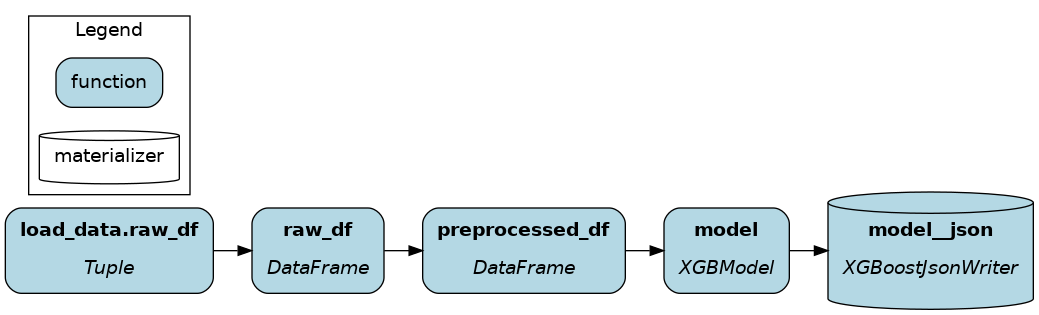 Legend
function
materializer
load_data.raw_df
Tuple
raw_df
DataFrame
preprocessed_df
DataFrame
model
XGBModel
model__json
XGBoostJsonWriter